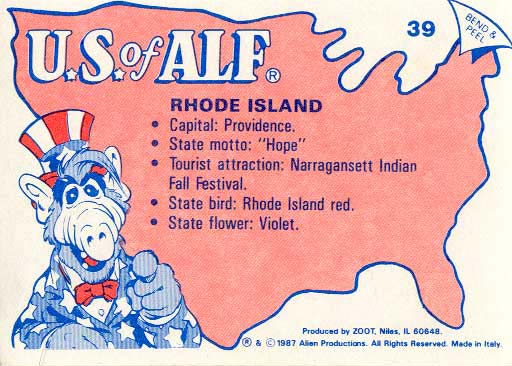 U.S. of ALF®
39
BEND &
PEEL
RHODE ISLAND
• Capital: Providence.
• State motto: "Hope"
• Tourist attraction: Narragansett Indian
Fall Festival.
• State bird: Rhode Island red.
• State flower: Violet.
Produced by ZOOT, Niles, IL 60648.
® & ©1987 Alien Productions. All Rights Reserved. Made in Italy.